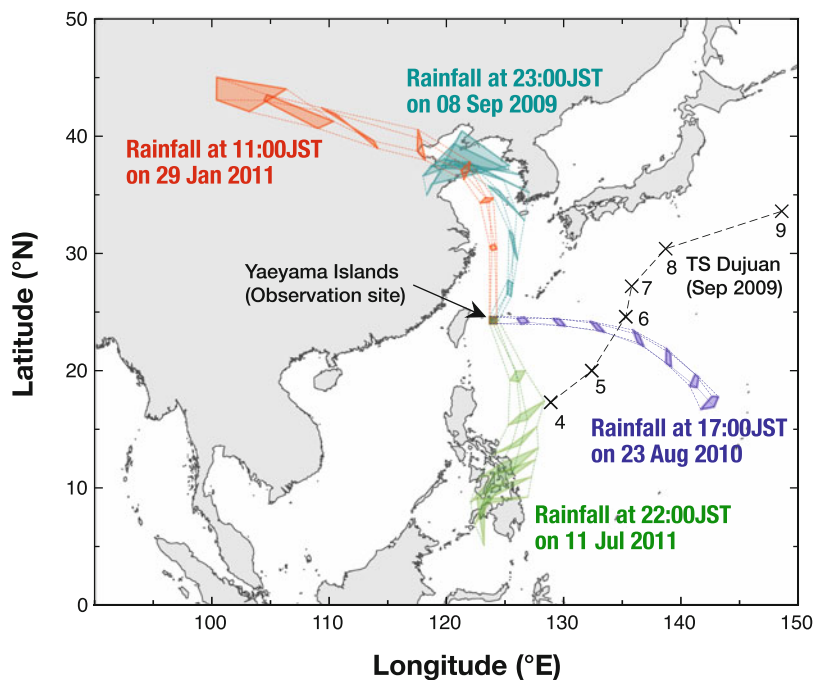 50
40
30
20
10
0
Latitude (°N)
Rainfall at 23:00JST
on 08 Sep 2009
Rainfall at 11:00JST
on 29 Jan 2011
Yaeyama Islands
(Observation site)
TS Dujuan
(Sep 2009)
9
8
7
6
5
4
Rainfall at 17:00JST
on 23 Aug 2010
Rainfall at 22:00JST
on 11 Jul 2011
100
110
120
130
140
150
Longitude (°E)